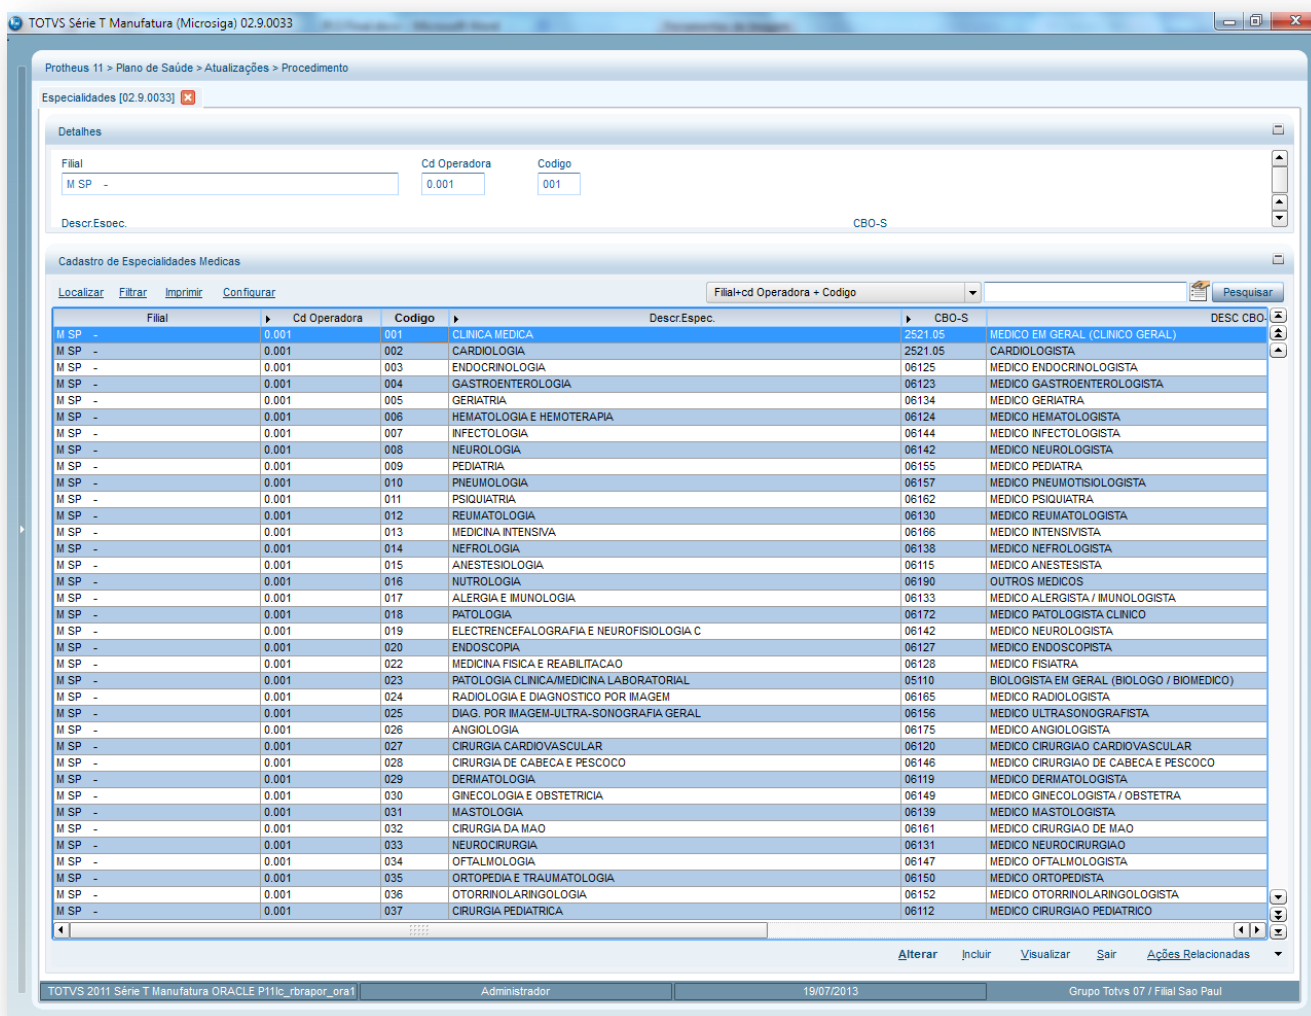 TOTVS Série T Manufatura (Microsiga) 02.9.0033
Protheus 11 > Plano de Saúde > Atualizações > Procedimento
Especialidades [02.9.0033]
Detalhes
Filial Cd Operadora Codigo
M SP - 0.001 001
Descr.Espec. CBO-S
Cadastro de Especialidades Medicas
Localizar Filtrar Imprimir Configurar Filial+cd Operadora + Codigo Pesquisar
Filial Cd Operadora Codigo Descr.Espec. CBO-S DESC CBO-
M SP - 0.001 001 CLINICA MEDICA 2521.05 MEDICO EM GERAL (CLINICO GERAL)
M SP - 0.001 002 CARDIOLOGIA 2521.05 CARDIOLOGISTA
M SP - 0.001 003 ENDOCRINOLOGIA 06125 MEDICO ENDOCRINOLOGISTA
M SP - 0.001 004 GASTROENTEROLOGIA 06123 MEDICO GASTROENTEROLOGISTA
M SP - 0.001 005 GERIATRIA 06134 MEDICO GERIATRA
M SP - 0.001 006 HEMATOLOGIA E HEMOTERAPIA 06124 MEDICO HEMATOLOGISTA
M SP - 0.001 007 INFECTOLOGIA 06144 MEDICO INFECTOLOGISTA
M SP - 0.001 008 NEUROLOGIA 06142 MEDICO NEUROLOGISTA
M SP - 0.001 009 PEDIATRIA 06155 MEDICO PEDIATRA
M SP - 0.001 010 PNEUMOLOGIA 06157 MEDICO PNEUMOTISIOLOGISTA
M SP - 0.001 011 PSIQUIATRIA 06162 MEDICO PSIQUIATRA
M SP - 0.001 012 REUMATOLOGIA 06130 MEDICO REUMATOLOGISTA
M SP - 0.001 013 MEDICINA INTENSIVA 06166 MEDICO INTENSIVISTA
M SP - 0.001 014 NEFROLOGIA 06138 MEDICO NEFROLOGISTA
M SP - 0.001 015 ANESTESIOLOGIA 06115 MEDICO ANESTESISTA
M SP - 0.001 016 NUTROLOGIA 06190 OUTROS MEDICOS
M SP - 0.001 017 ALERGIA E IMUNOLOGIA 06133 MEDICO ALERGISTA / IMUNOLOGISTA
M SP - 0.001 018 PATOLOGIA 06172 MEDICO PATOLOGISTA CLINICO
M SP - 0.001 019 ELECTRENCEFALOGRAFIA E NEUROFISIOLOGIA C 06142 MEDICO NEUROLOGISTA
M SP - 0.001 020 ENDOSCOPIA 06127 MEDICO ENDOSCOPISTA
M SP - 0.001 022 MEDICINA FISICA E REABILITACAO 06128 MEDICO FISIATRA
M SP - 0.001 023 PATOLOGIA CLINICA/MEDICINA LABORATORIAL 05110 BIOLOGISTA EM GERAL (BIOLOGO / BIOMEDICO)
M SP - 0.001 024 RADIOLOGIA E DIAGNOSTICO POR IMAGEM 06165 MEDICO RADIOLOGISTA
M SP - 0.001 025 DIAG. POR IMAGEM-ULTRA-SONOGRAFIA GERAL 06156 MEDICO ULTRASONOGRAFISTA
M SP - 0.001 026 ANGIOLOGIA 06175 MEDICO ANGIOLOGISTA
M SP - 0.001 027 CIRURGIA CARDIOVASCULAR 06120 MEDICO CIRURGIAO CARDIOVASCULAR
M SP - 0.001 028 CIRURGIA DE CABECA E PESCOCO 06146 MEDICO CIRURGIAO DE CABECA E PESCOCO
M SP - 0.001 029 DERMATOLOGIA 06119 MEDICO DERMATOLOGISTA
M SP - 0.001 030 GINECOLOGIA E OBSTETRICIA 06149 MEDICO GINECOLOGISTA / OBSTETRA
M SP - 0.001 031 MASTOLOGIA 06139 MEDICO MASTOLOGISTA
M SP - 0.001 032 CIRURGIA DA MAO 06161 MEDICO CIRURGIAO DE MAO
M SP - 0.001 033 NEUROCIRURGIA 06131 MEDICO NEUROCIRURGIAO
M SP - 0.001 034 OFTALMOLOGIA 06147 MEDICO OFTALMOLOGISTA
M SP - 0.001 035 ORTOPEDIA E TRAUMATOLOGIA 06150 MEDICO ORTOPEDISTA
M SP - 0.001 036 OTORRINOLARINGOLOGIA 06152 MEDICO OTORRINOLARINGOLOGISTA
M SP - 0.001 037 CIRURGIA PEDIATRICA 06112 MEDICO CIRURGIAO PEDIATRICO
Alterar Incluir Visualizar Sair Ações Relacionadas
TOTVS 2011 Série T Manufatura ORACLE P11lc_rbrapor_ora1 Administrador 19/07/2013 Grupo Totvs 07 / Filial Sao Paul